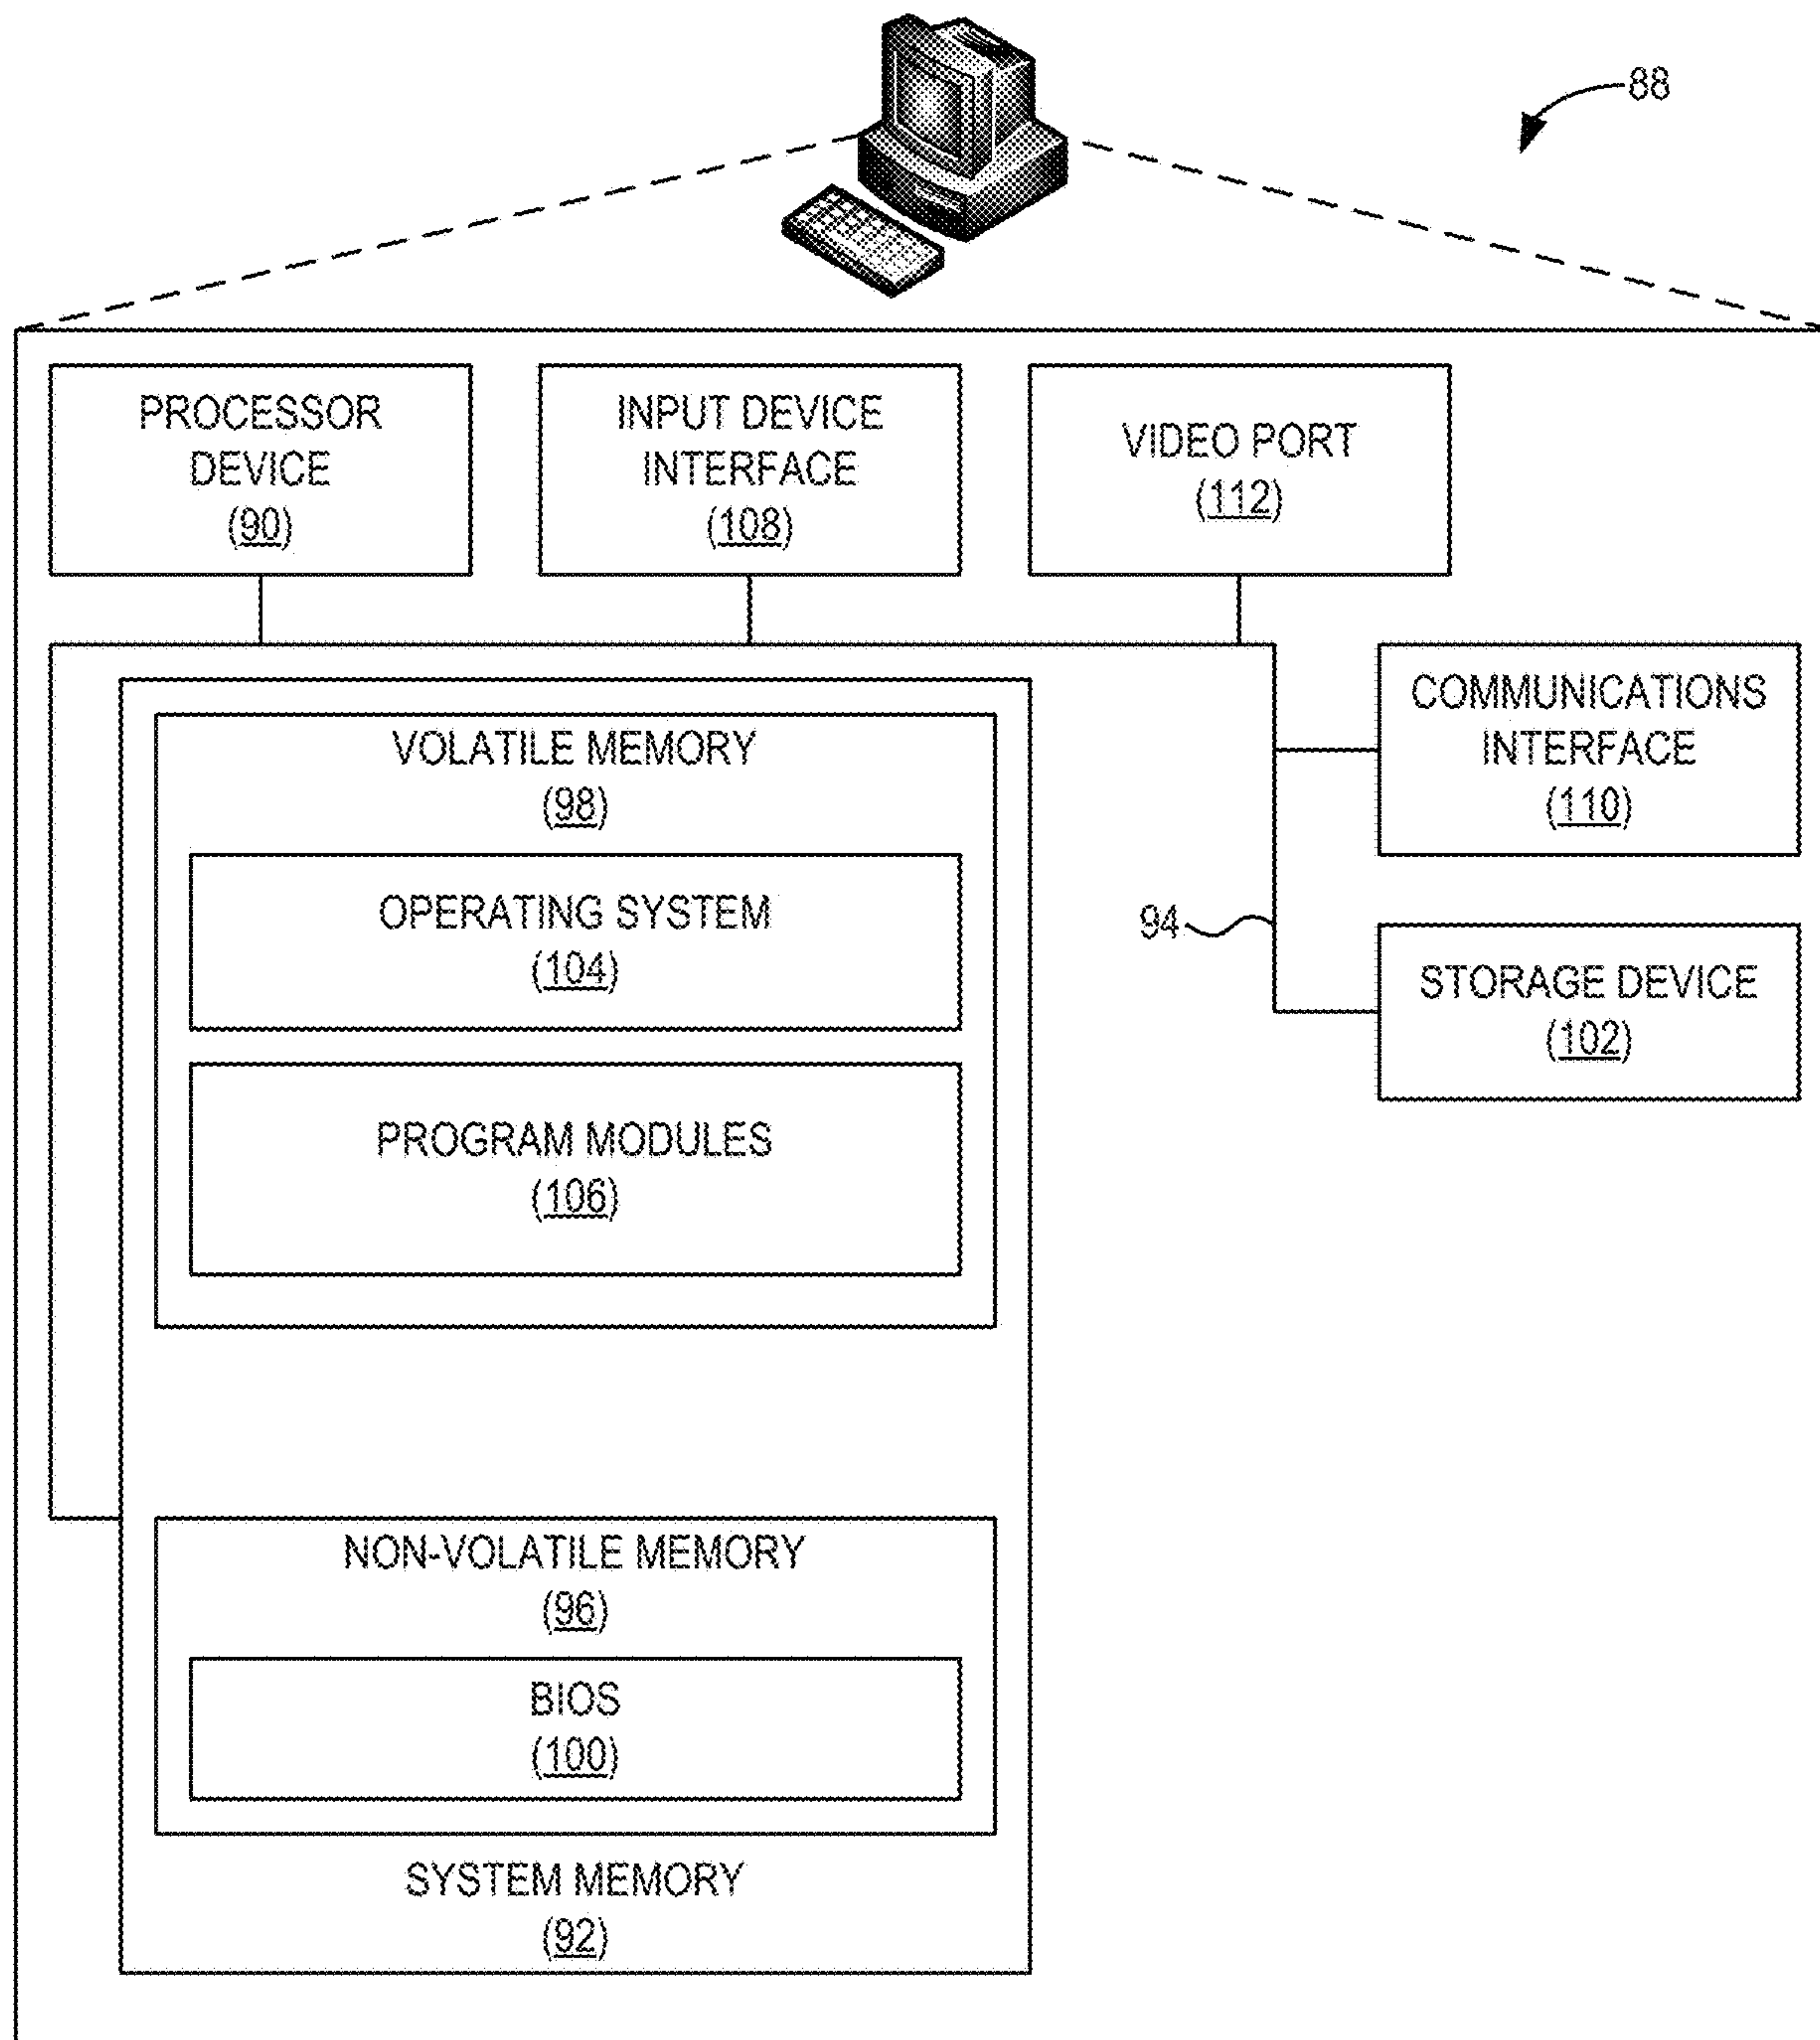 88
PROCESSOR
DEVICE
(90)
INPUT DEVICE
INTERFACE
(108)
VIDEO PORT
(112)
VOLATILE MEMORY
(98)
OPERATING SYSTEM
(104)
PROGRAM MODULES
(106)
COMMUNICATIONS
INTERFACE
(110)
94
STORAGE DEVICE
(102)
NON-VOLATILE MEMORY
(96)
BIOS
(100)
SYSTEM MEMORY
(92)